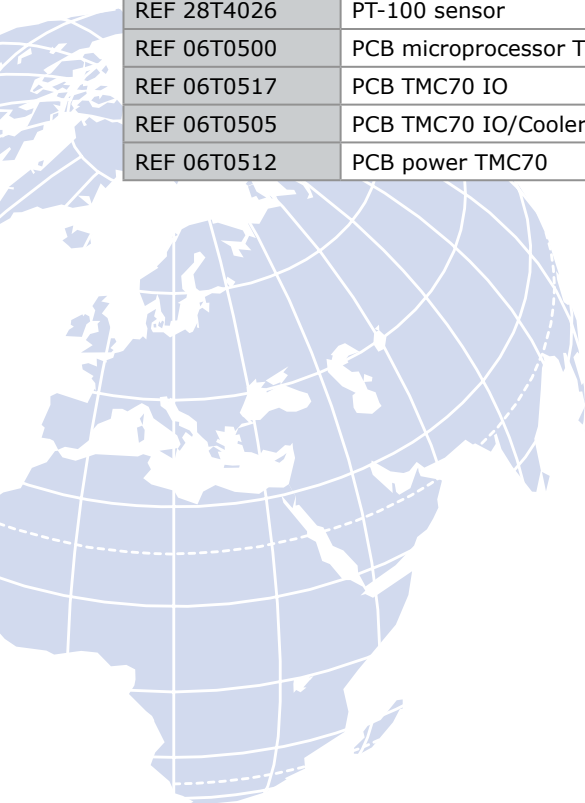 REF 28T4026 PT-100 sensor
REF 06T0500 PCB microprocessor
REF 06T0517 PCB TMC70 IO
REF 06T0505 PCB TMC70 IO/Cooler
REF 06T0512 PCB power TMC70